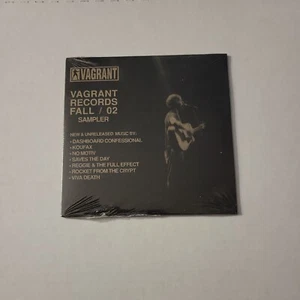 VAGRANT
VAGRANT
RECORDS
FALL / 02
SAMPLER
NEW & UNRELEASED MUSIC BY:
• DASHBOARD CONFESSIONAL
• KOUFAX
• NO MOTIV
• SAVES THE DAY
• REGGIE & THE FULL EFFECT
• ROCKET FROM THE CRYPT
• VIVA DEATH